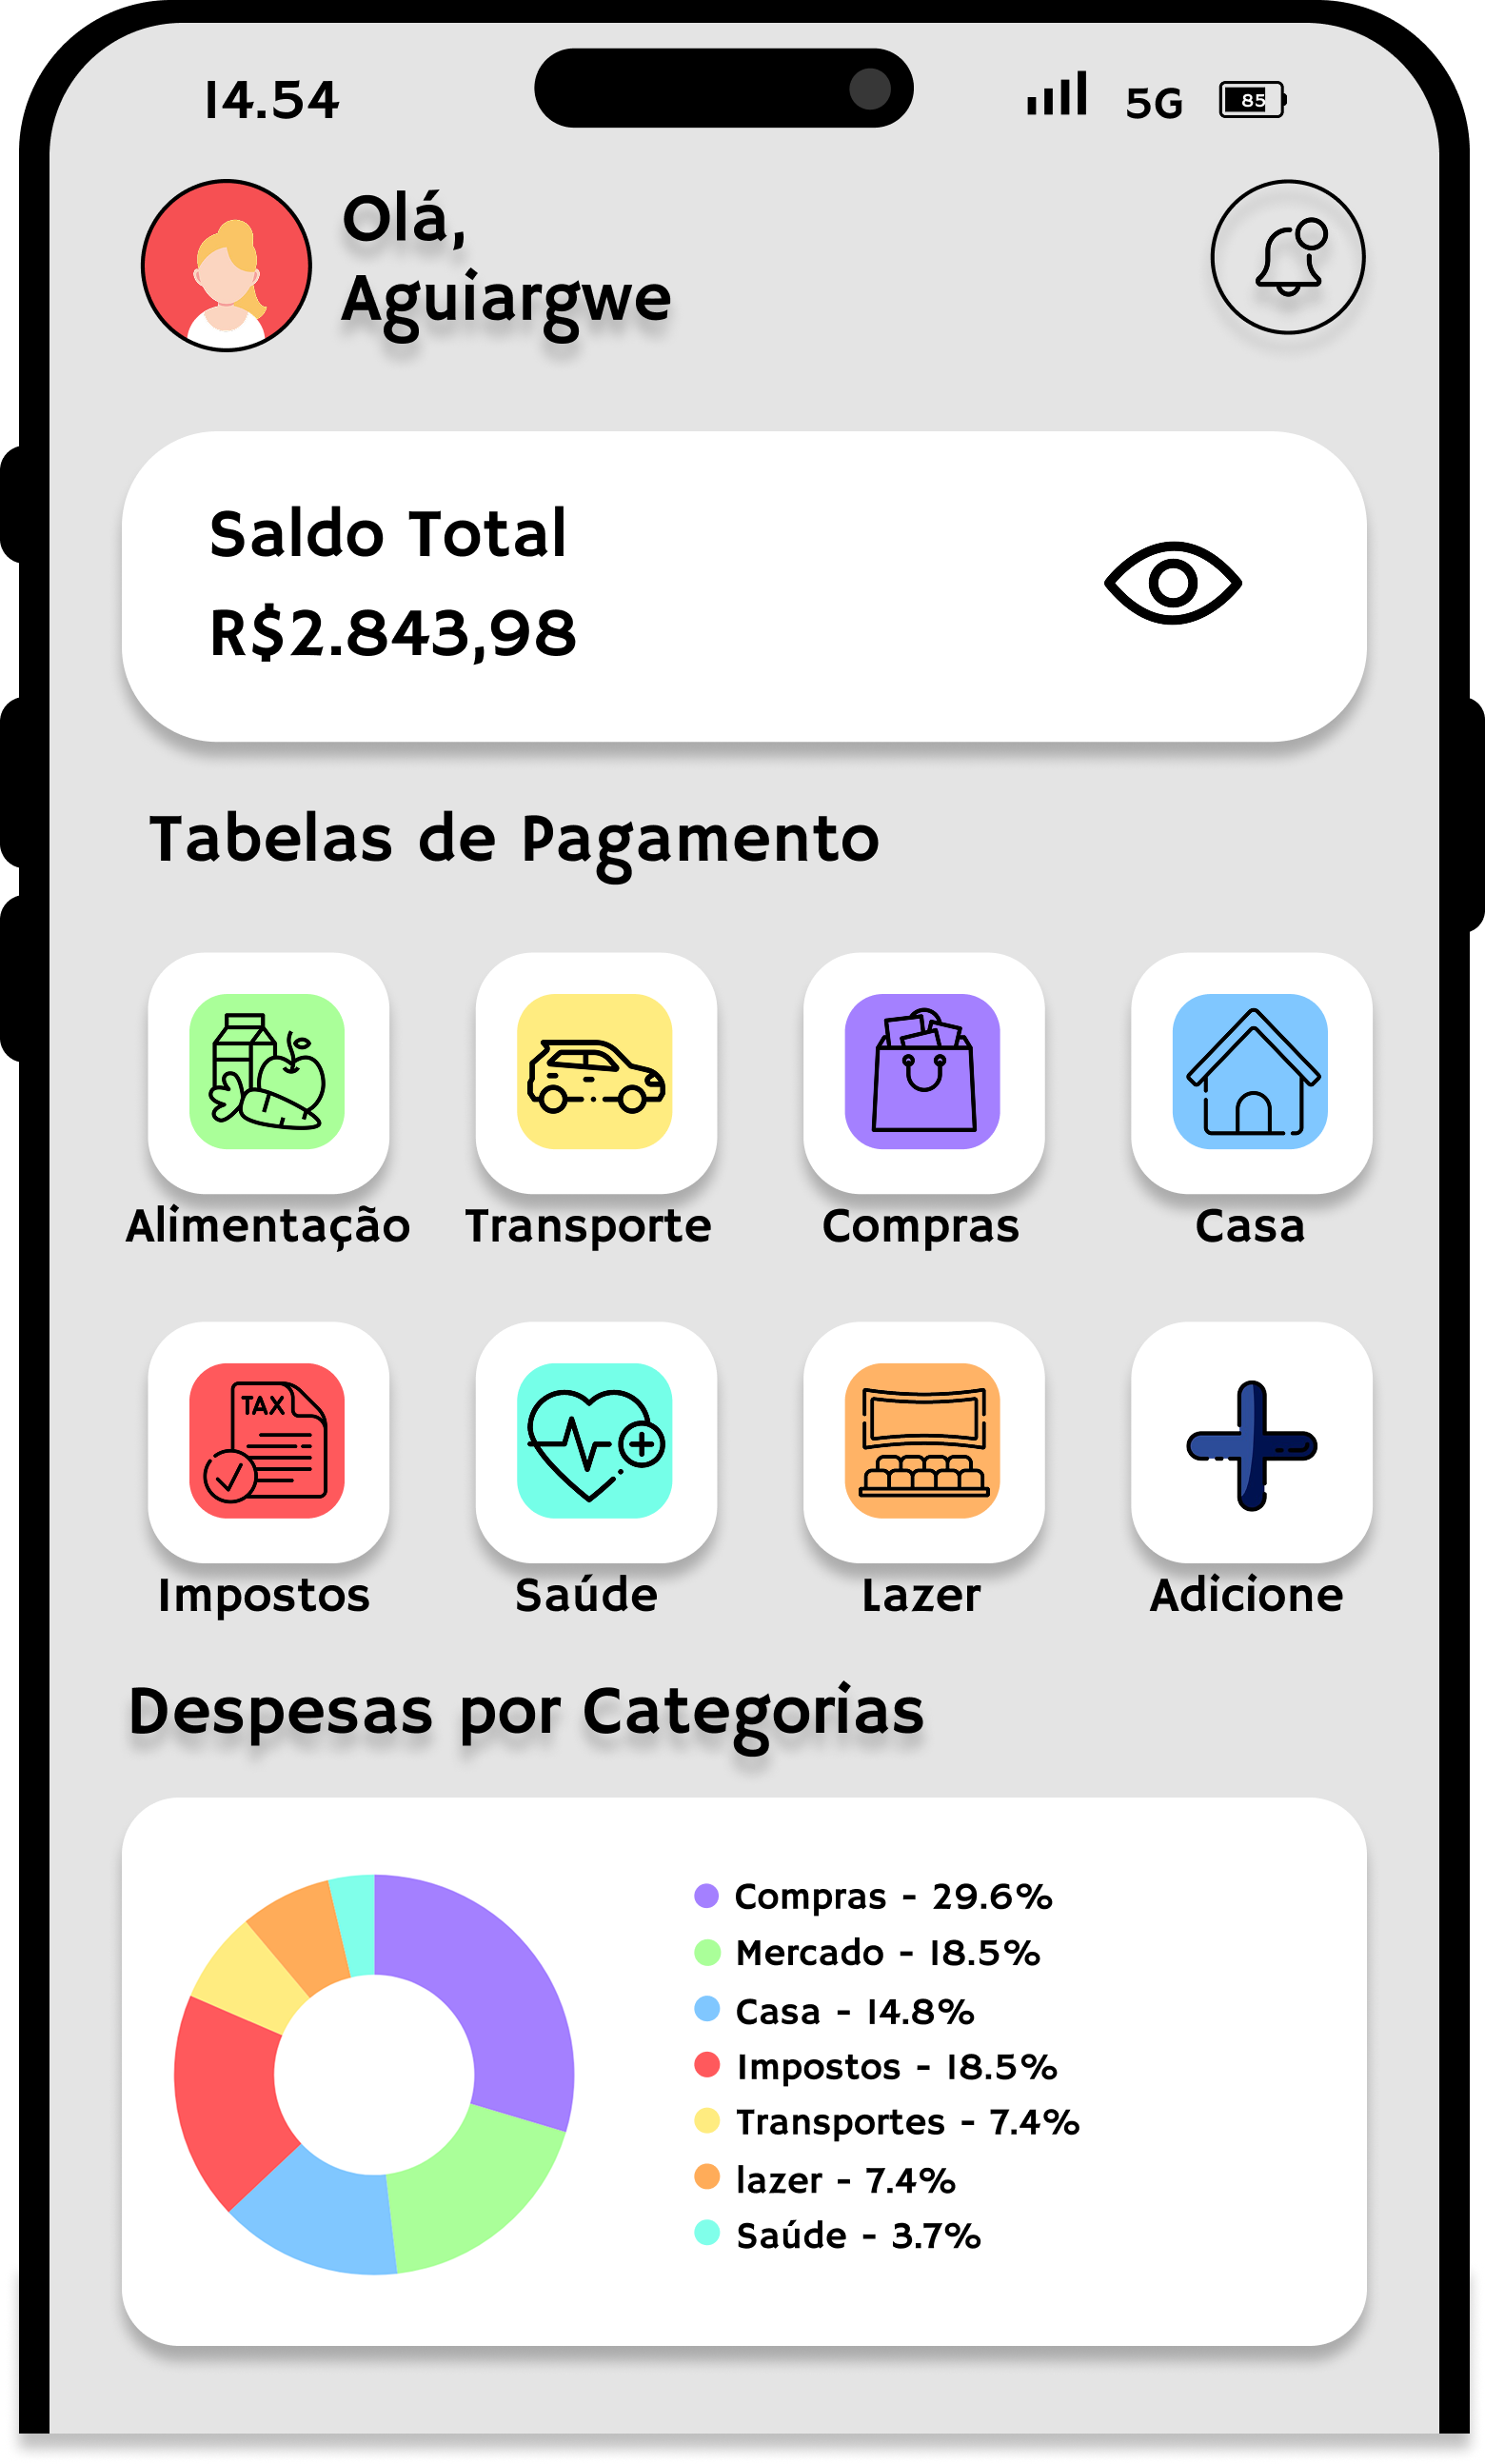 14.54
5G
85
Olá,
Aguiargwe
Saldo Total
R$2.843,98
Tabelas de Pagamento
Alimentação
Transporte
Compras
Casa
TAX
Impostos
Saúde
Lazer
Adicione
Despesas por Categorias
Compras - 29.6%
Mercado - 18.5%
Casa - 14.8%
Impostos - 18.5%
Transportes - 7.4%
lazer - 7.4%
Saúde - 3.7%